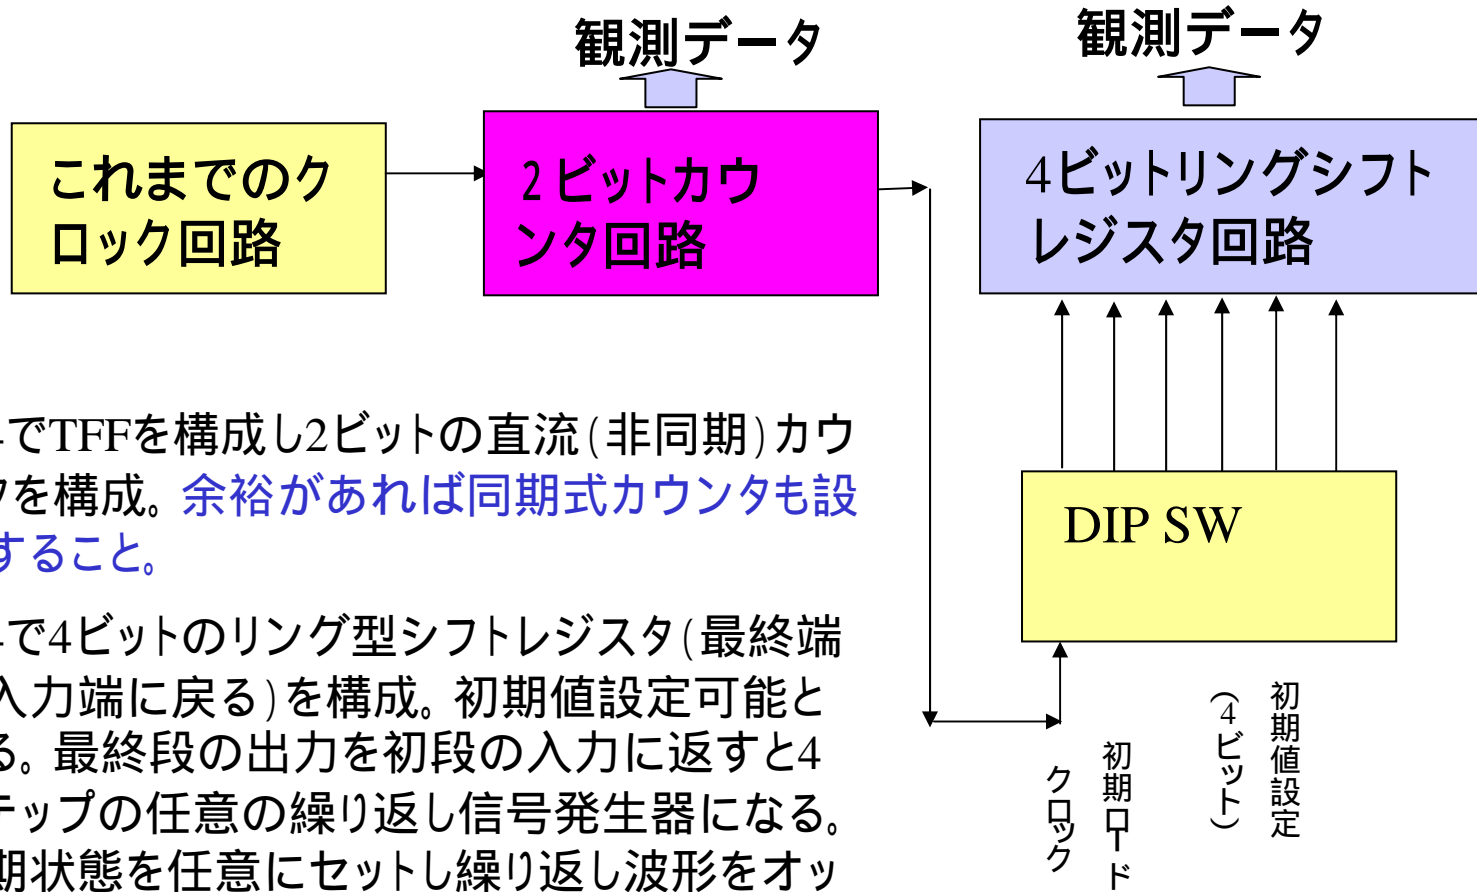 観測データ
観測データ
これまでのク
ロック回路
2ビットカウ
ンタ回路
4ビットリングシフト
レジスタ回路
でTFFを構成し2ビットの直流(非同期)カウ
を構成。余裕があれば同期式カウンタも設
すること。
で4ビットのリング型シフトレジスタ(最終端
入力端に戻る)を構成。初期値設定可能と
る。最終段の出力を初段の入力に返すと4
テップの任意の繰り返し信号発生器になる。
期状態を任意にセットし繰り返し波形をオッ
DIP SW
クロック
初期ロード
(4ビット)
初期値設定